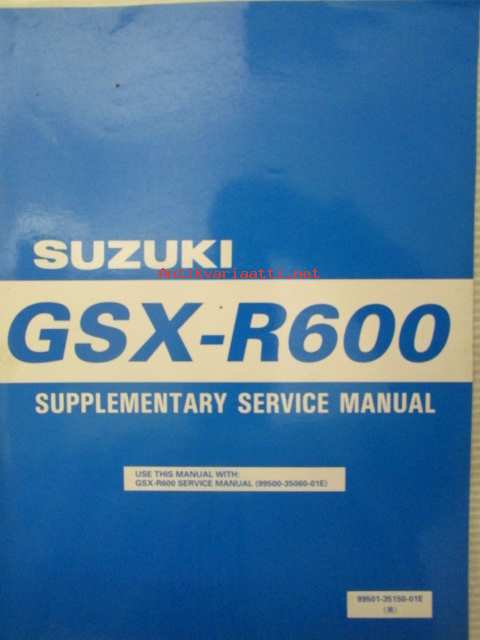 SUZUKI
Antikvariaatti.net
GSX-R600
SUPPLEMENTARY SERVICE MANUAL
USE THIS MANUAL WITH:
GSX-R600 SERVICE MANUAL (99500-35060-01E)
99501-35150-01E
(英)